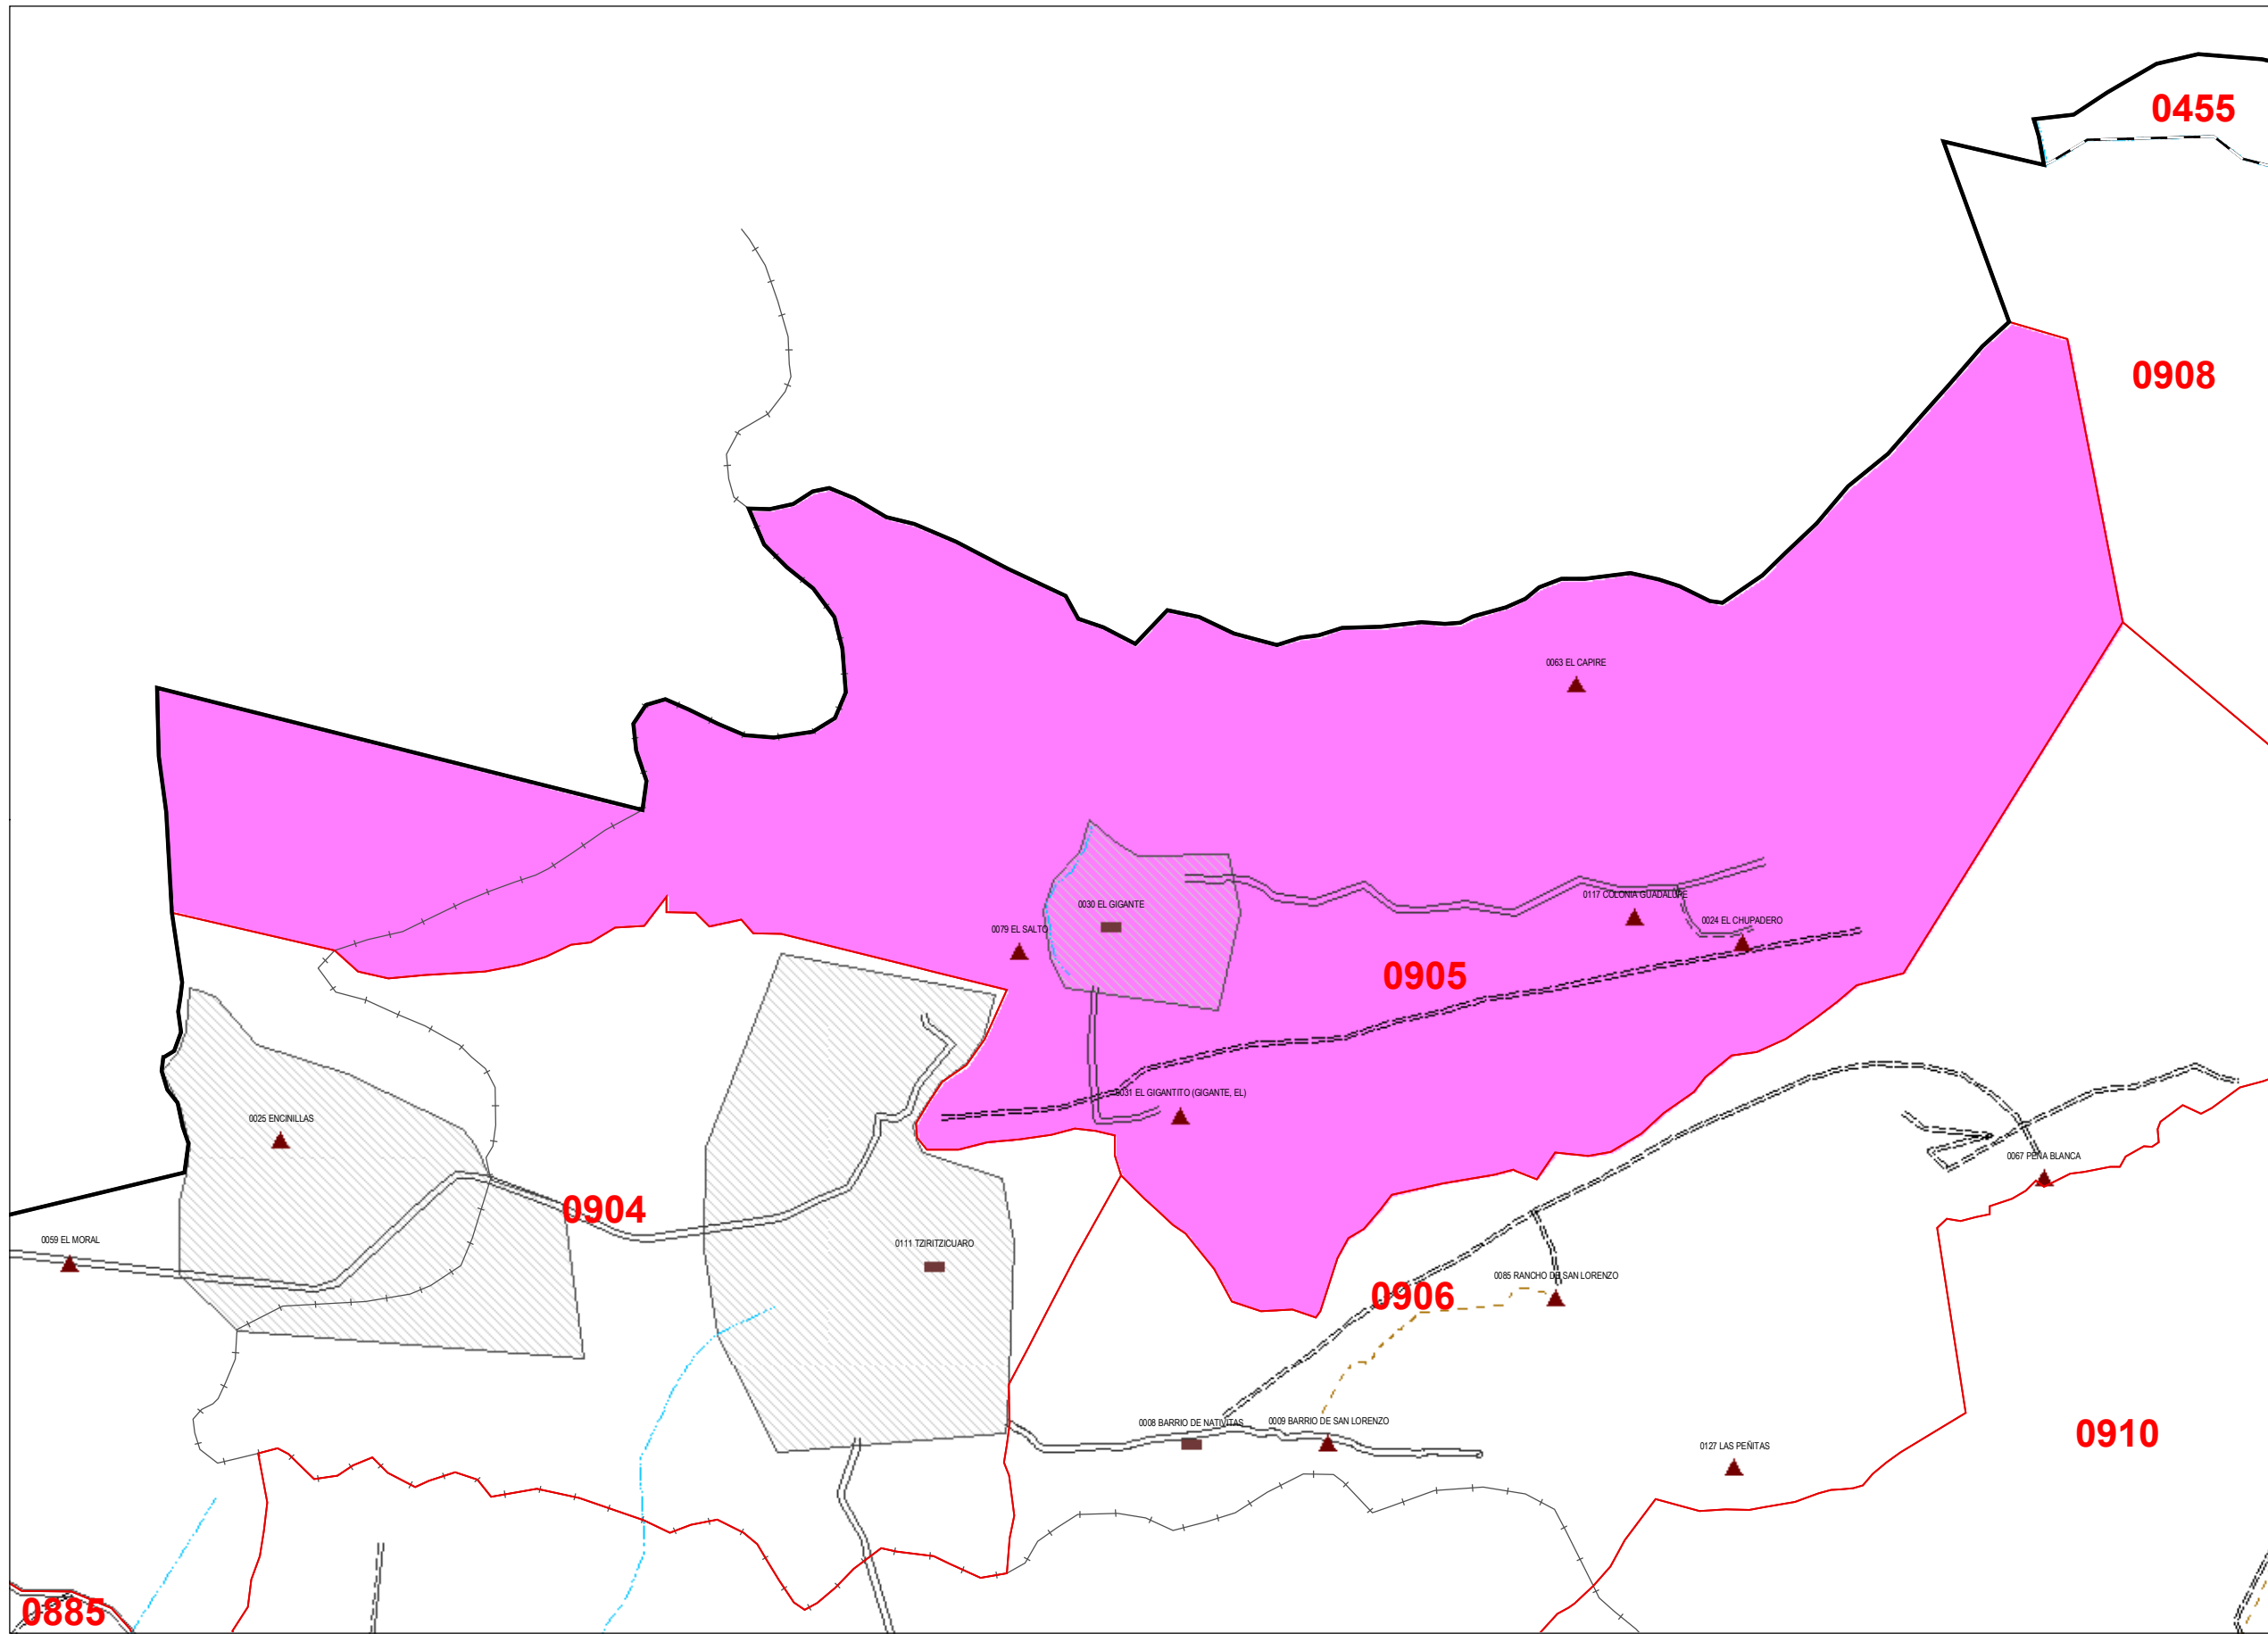 0455
0908
0063 EL CAPIRE
0117 COLONIA GUADALUPE
0030 EL GIGANTE
0024 EL CHUPADERO
0079 EL SALTO
0905
0031 EL GIGANTITO (GIGANTE, EL)
0025 ENCINILLAS
0067 PEÑA BLANCA
0904
0059 EL MORAL
0111 TZIRITZICUARO
0085 RANCHO DE SAN LORENZO
0906
0008 BARRIO DE NATIVITAS
0009 BARRIO DE SAN LORENZO
0910
0127 LAS PEÑITAS
0885